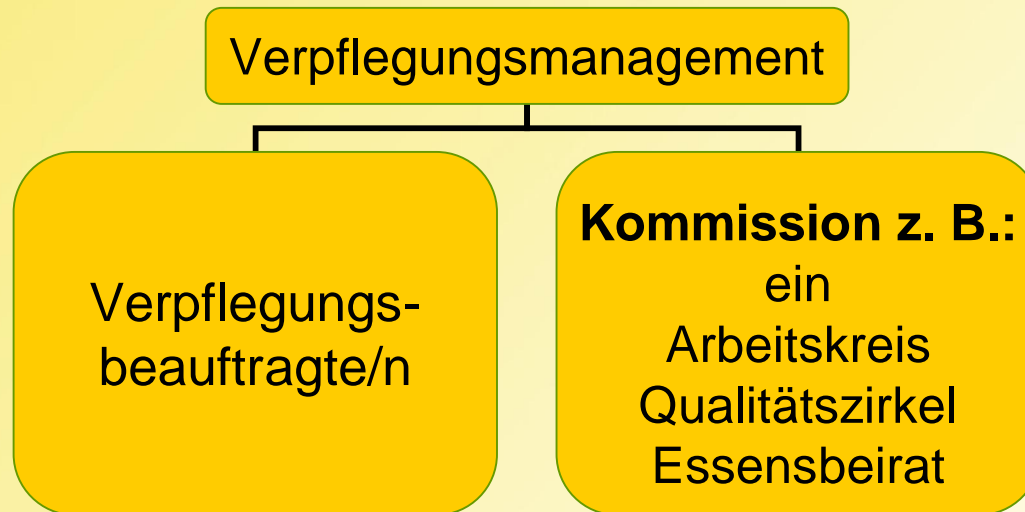 Verpflegungsmanagement
Verpflegungs-
beauftragte/n
Kommission z. B.:
ein
Arbeitskreis
Qualitätszirkel
Essensbeirat